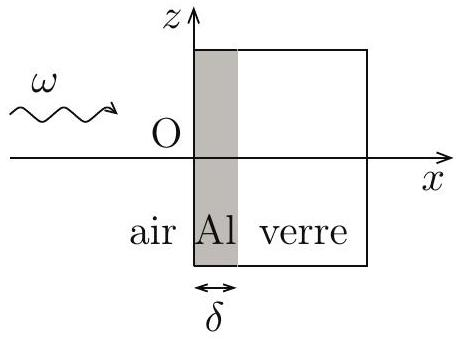 z
ω
O
x
air Al verre
δ